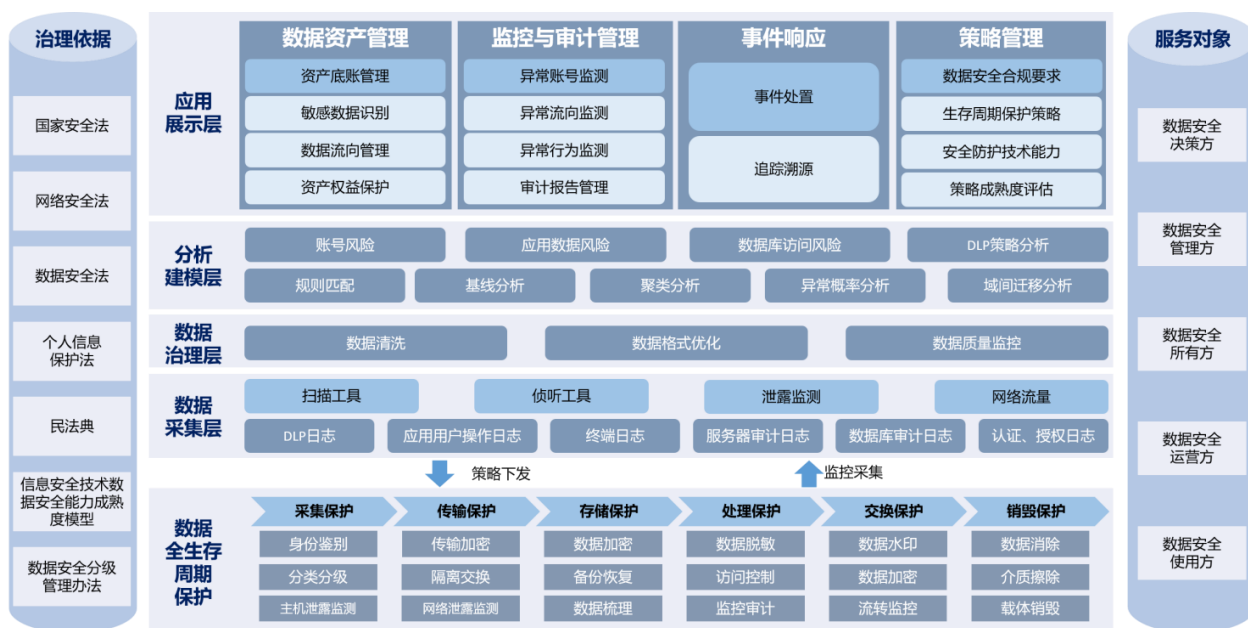 治理依据
国家安全法
网络安全法
数据安全法
个人信息
保护法
民法典
信息安全技术数
据安全能力成熟
度模型
数据安全分级
管理办法
应用
展示层
数据资产管理
资产底账管理
敏感数据识别
数据流向管理
资产权益保护
监控与审计管理
异常账号监测
异常流向监测
异常行为监测
审计报告管理
事件响应
事件处置
追踪溯源
策略管理
数据安全合规要求
生存周期保护策略
安全防护技术能力
策略成熟度评估
分析
建模层
账号风险
应用数据风险
数据库访问风险
DLP策略分析
规则匹配
基线分析
聚类分析
异常概率分析
域间迁移分析
数据
治理层
数据清洗
数据格式优化
数据质量监控
数据
采集层
扫描工具
侦听工具
泄露监测
网络流量
DLP日志
应用用户操作日志
终端日志
服务器审计日志
数据库审计日志
认证、授权日志
策略下发
监控采集
数据
全生存
周期
保护
采集保护
身份鉴别
分类分级
主机泄露监测
传输保护
传输加密
隔离交换
网络泄露监测
存储保护
数据加密
备份恢复
数据梳理
处理保护
数据脱敏
访问控制
监控审计
交换保护
数据水印
数据加密
流转监控
销毁保护
数据消除
介质擦除
载体销毁
服务对象
数据安全
决策方
数据安全
管理方
数据安全
所有方
数据安全
运营方
数据安全
使用方